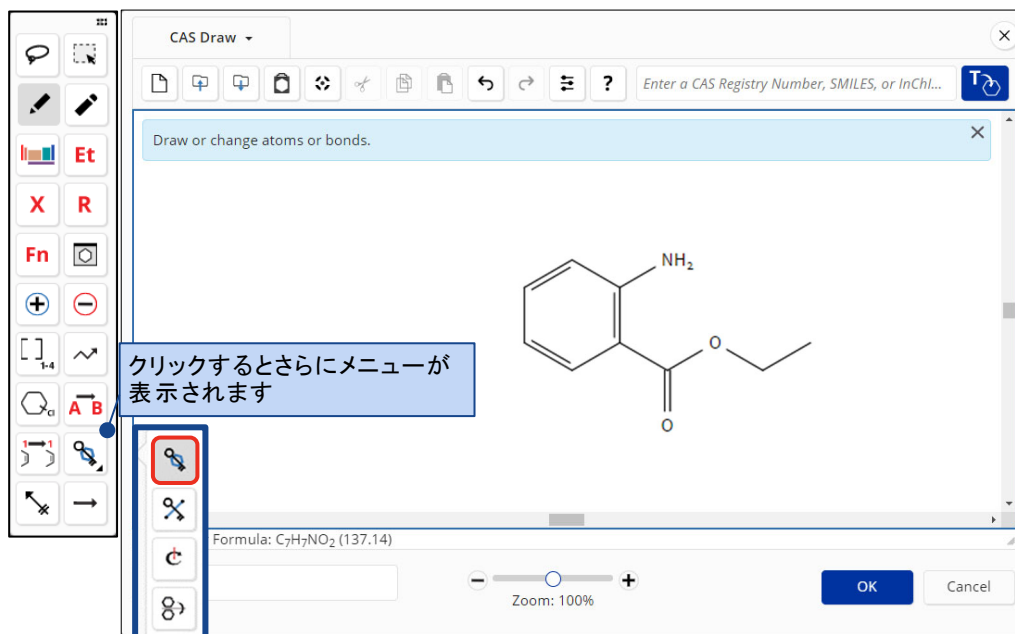 CAS Draw
?
Enter a CAS Registry Number, SMILES, or InChI...
T
Draw or change atoms or bonds.
Et
X R
Fn
[ ] 1-4
Cl A B
1 1
クリックするとさらにメニューが
表示されます
NH₂
O
O
Formula: C₇H₇NO₂ (137.14)
Zoom: 100%
OK
Cancel